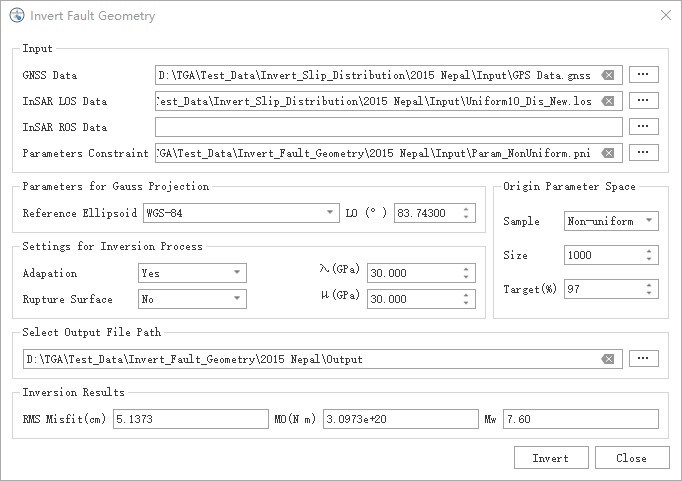 Invert Fault Geometry
Input
GNSS Data D:\TGA\Test_Data\Invert_Slip_Distribution\2015 Nepal\Input\GPS Data.gnss ...
InSAR LOS Data Test_Data\Invert_Slip_Distribution\2015 Nepal\Input\Uniform10_Dis_New.los ...
InSAR ROS Data ...
Parameters Constraint TGA\Test_Data\Invert_Fault_Geometry\2015 Nepal\Input\Param_NonUniform.pni ...
Parameters for Gauss Projection
Reference Ellipsoid WGS-84 L0 (°) 83.74300
Settings for Inversion Process
Adapation Yes λ(GPa) 30.000
Rupture Surface No μ(GPa) 30.000
Origin Parameter Space
Sample Non-uniform
Size 1000
Target(%) 97
Select Output File Path
D:\TGA\Test_Data\Invert_Fault_Geometry\2015 Nepal\Output ...
Inversion Results
RMS Misfit(cm) 5.1373 M0(N m) 3.0973e+20 Mw 7.60
Invert Close